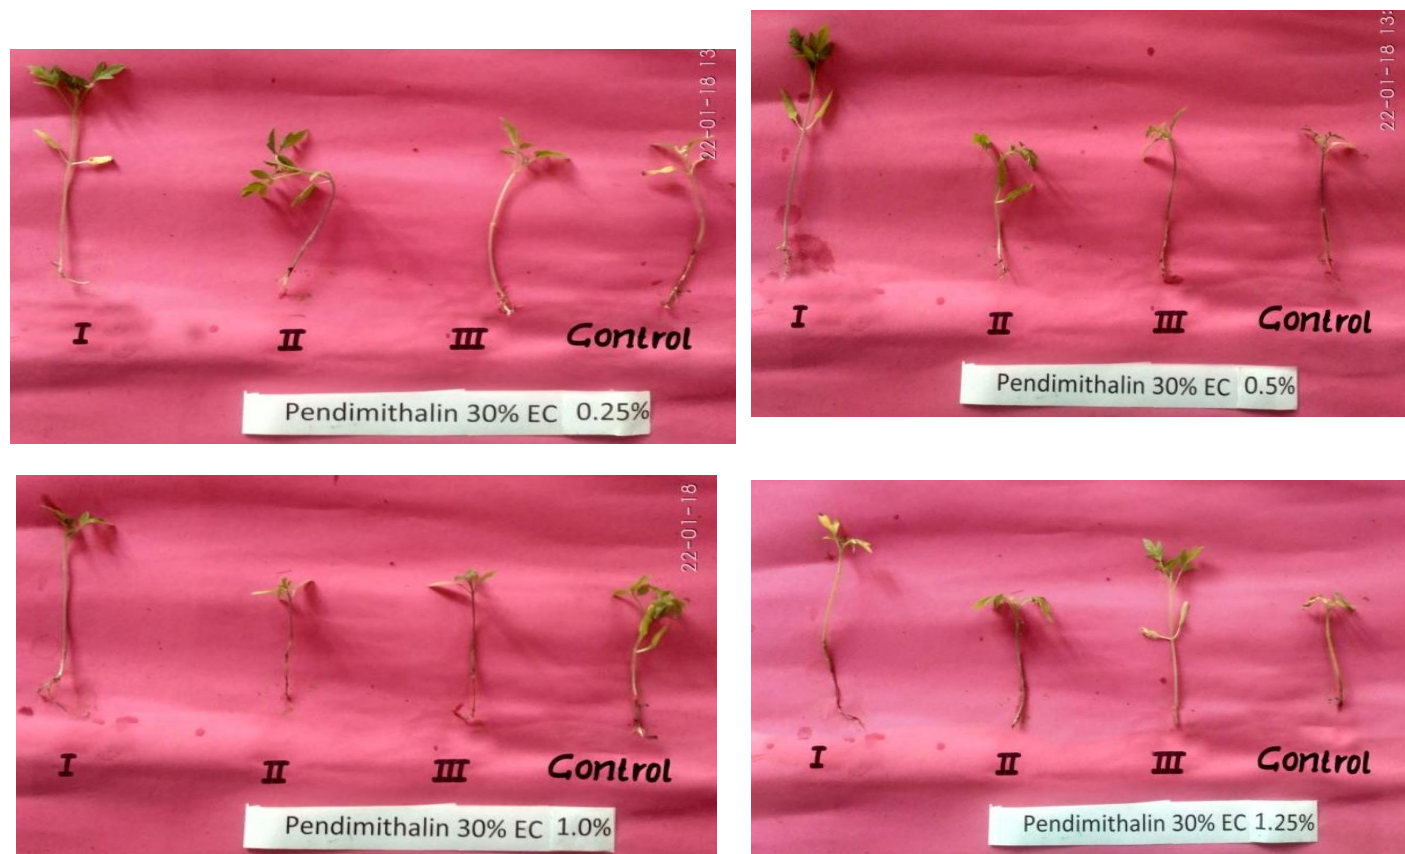 22-01-18 13
I II III Control
Pendimithalin 30% EC 0.25%
22-01-18 13:
I II III Control
Pendimithalin 30% EC 0.5%
22-01-18
I II III Control
Pendimithalin 30% EC 1.0%
I II III Control
Pendimithalin 30% EC 1.25%